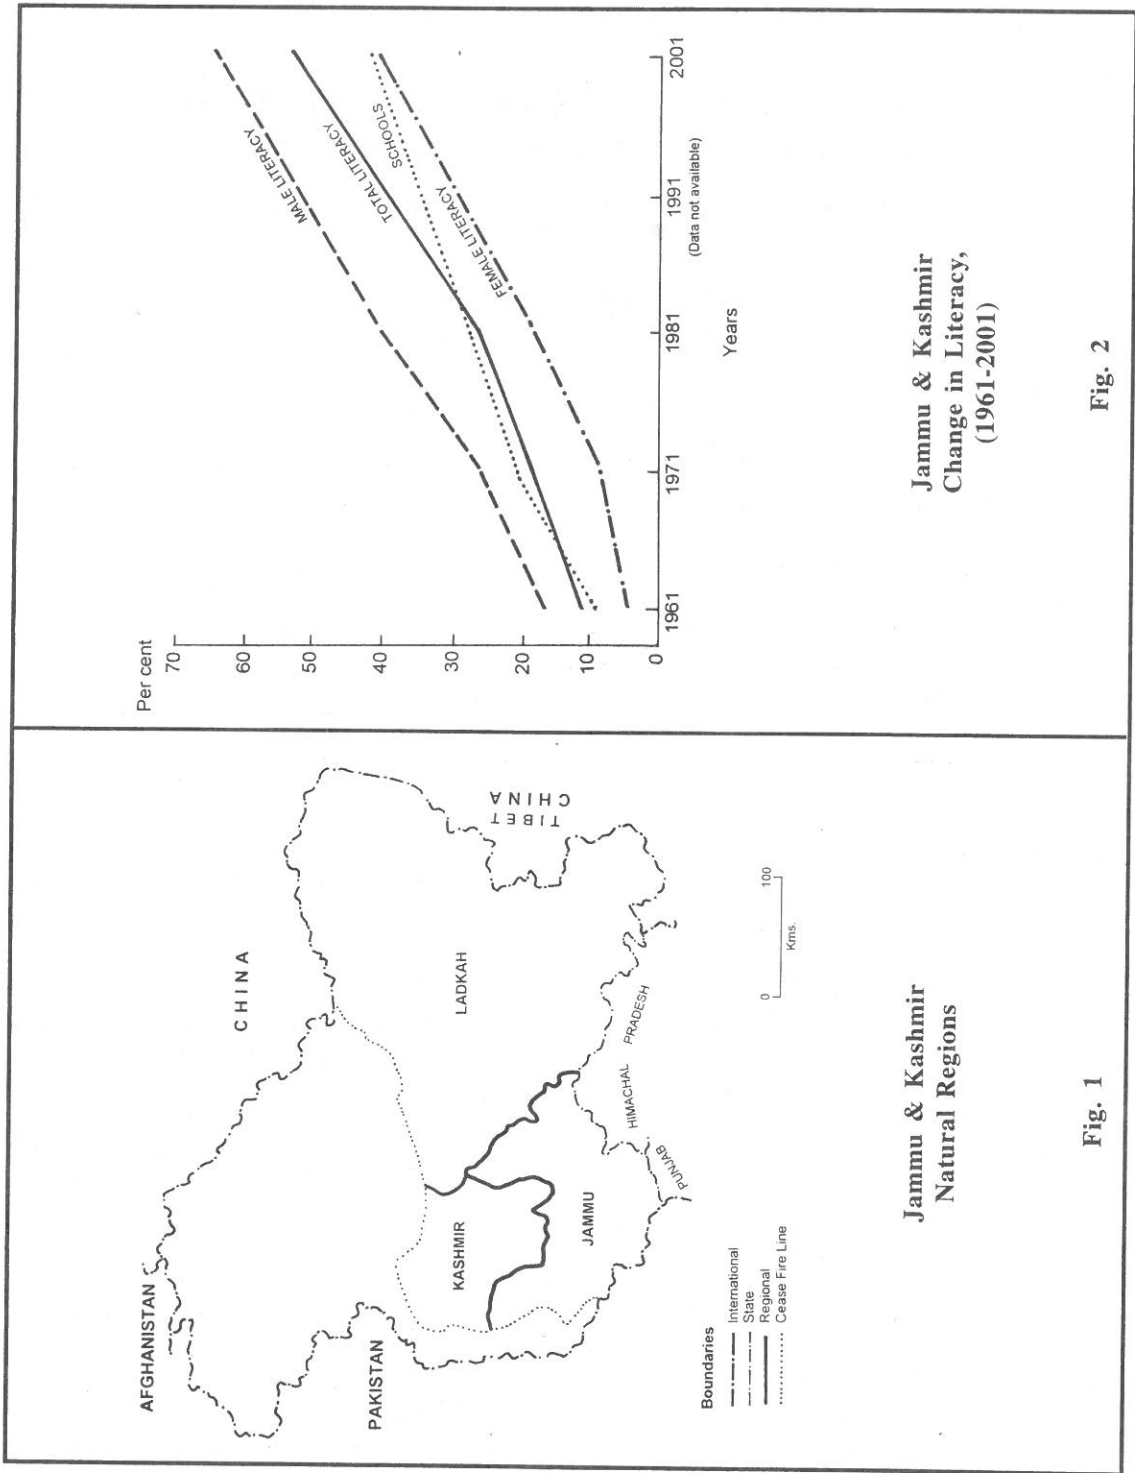 AFGHANISTAN
CHINA
PAKISTAN
KASHMIR
LADKAH
TIBET
CHINA
JAMMU
HIMACHAL PRADESH
PUNJAB
Boundaries
International
State
Regional
Cease Fire Line
0 100
Kms.
Jammu & Kashmir
Natural Regions
Fig. 1
Per cent
70
60
50
40
30
20
10
0
MALE LITERACY
TOTAL LITERACY
SCHOOLS
FEMALE LITERACY
1961 1971 1981 1991 2001
(Data not available)
Years
Jammu & Kashmir
Change in Literacy,
(1961-2001)
Fig. 2